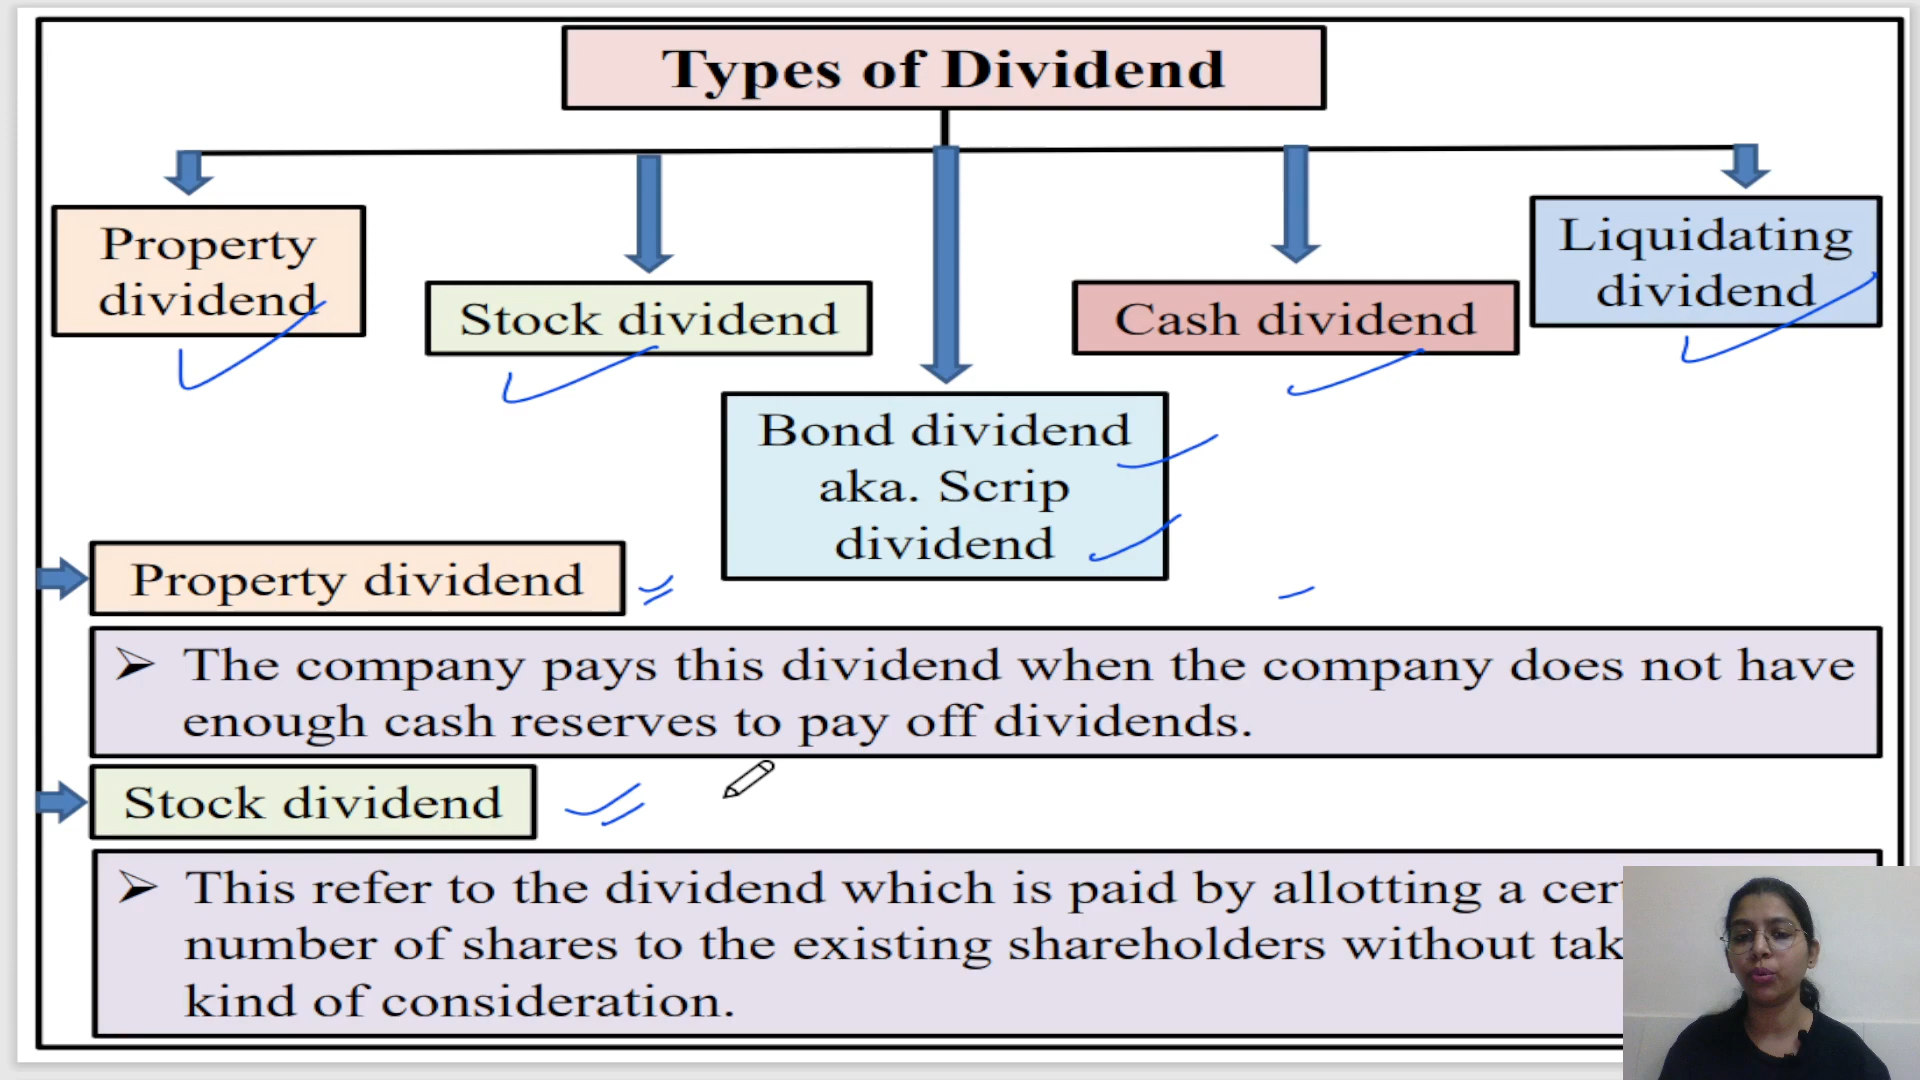 Types of Dividend
Property
dividend
Stock dividend
Bond dividend
aka. Scrip
dividend
Cash dividend
Liquidating
dividend
Property dividend
➢ The company pays this dividend when the company does not have
enough cash reserves to pay off dividends.
Stock dividend
➢ This refer to the dividend which is paid by allotting a
number of shares to the existing shareholders without
kind of consideration.